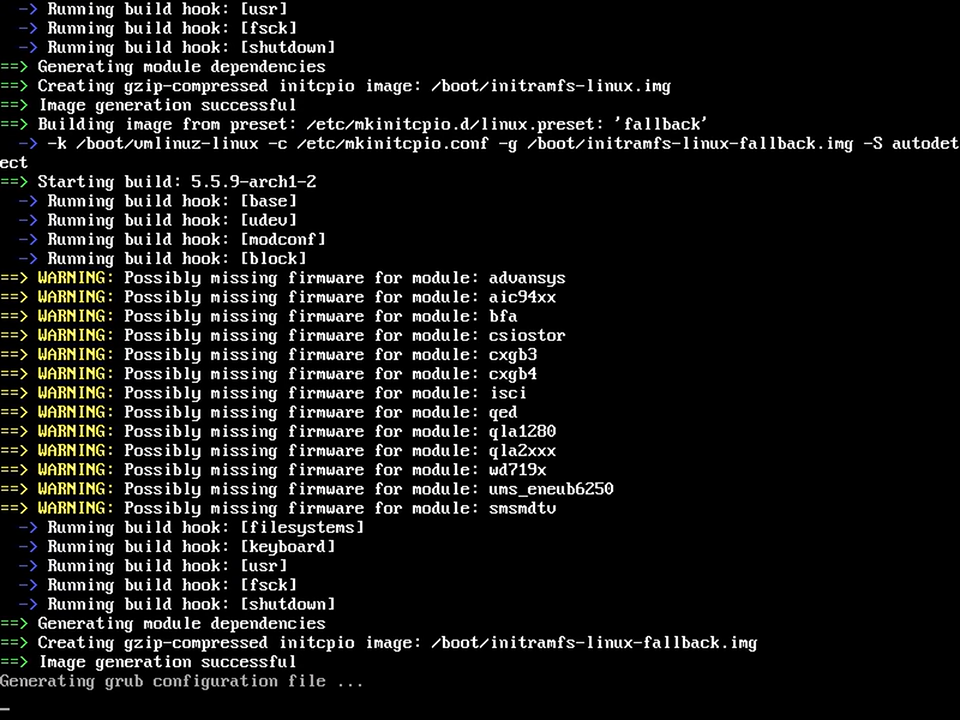 -> Running build hook: [usr]
-> Running build hook: [fsck]
-> Running build hook: [shutdown]
==> Generating module dependencies
==> Creating gzip-compressed initcpio image: /boot/initramfs-linux.img
==> Image generation successful
==> Building image from preset: /etc/mkinitcpio.d/linux.preset: 'fallback'
-> -k /boot/vmlinuz-linux -c /etc/mkinitcpio.conf -g /boot/initramfs-linux-fallback.img -S autodet
ect
==> Starting build: 5.5.9-arch1-2
-> Running build hook: [base]
-> Running build hook: [udev]
-> Running build hook: [modconf]
-> Running build hook: [block]
==> WARNING: Possibly missing firmware for module: advansys
==> WARNING: Possibly missing firmware for module: aic94xx
==> WARNING: Possibly missing firmware for module: bfa
==> WARNING: Possibly missing firmware for module: csiostor
==> WARNING: Possibly missing firmware for module: cxgb3
==> WARNING: Possibly missing firmware for module: cxgb4
==> WARNING: Possibly missing firmware for module: isci
==> WARNING: Possibly missing firmware for module: qed
==> WARNING: Possibly missing firmware for module: qla1280
==> WARNING: Possibly missing firmware for module: qla2xxx
==> WARNING: Possibly missing firmware for module: wd719x
==> WARNING: Possibly missing firmware for module: ums_eneub6250
==> WARNING: Possibly missing firmware for module: smsmdtv
-> Running build hook: [filesystems]
-> Running build hook: [keyboard]
-> Running build hook: [usr]
-> Running build hook: [fsck]
-> Running build hook: [shutdown]
==> Generating module dependencies
==> Creating gzip-compressed initcpio image: /boot/initramfs-linux-fallback.img
==> Image generation successful
Generating grub configuration file ...